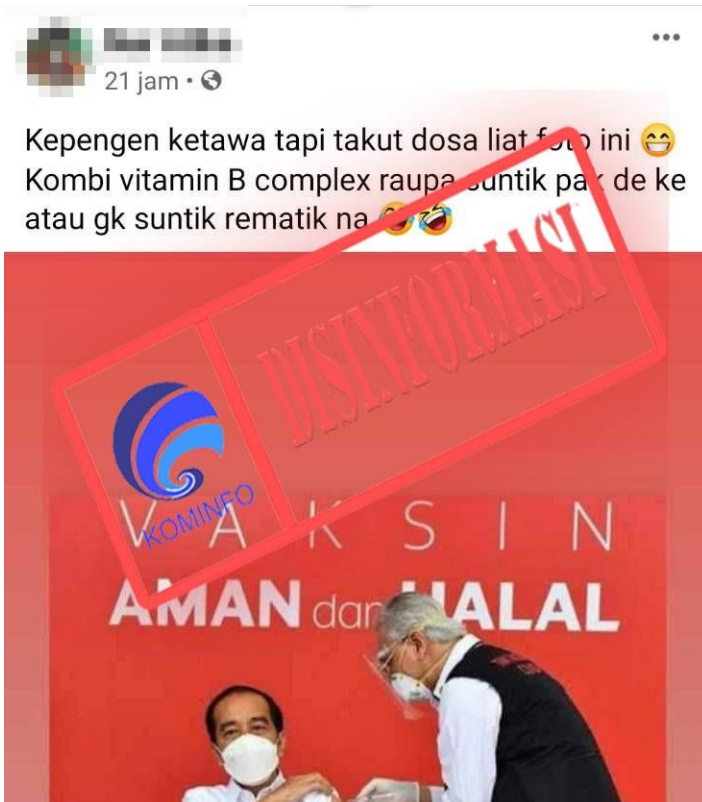 21 jam
Kepengen ketawa tapi takut dosa liat foto ini 😁
Kombi vitamin B complex raupa suntik pak de ke
atau gk suntik rematik na 😂🤣
DISINFORMASI
KOMINFO
VAKSIN
AMAN dan HALAL